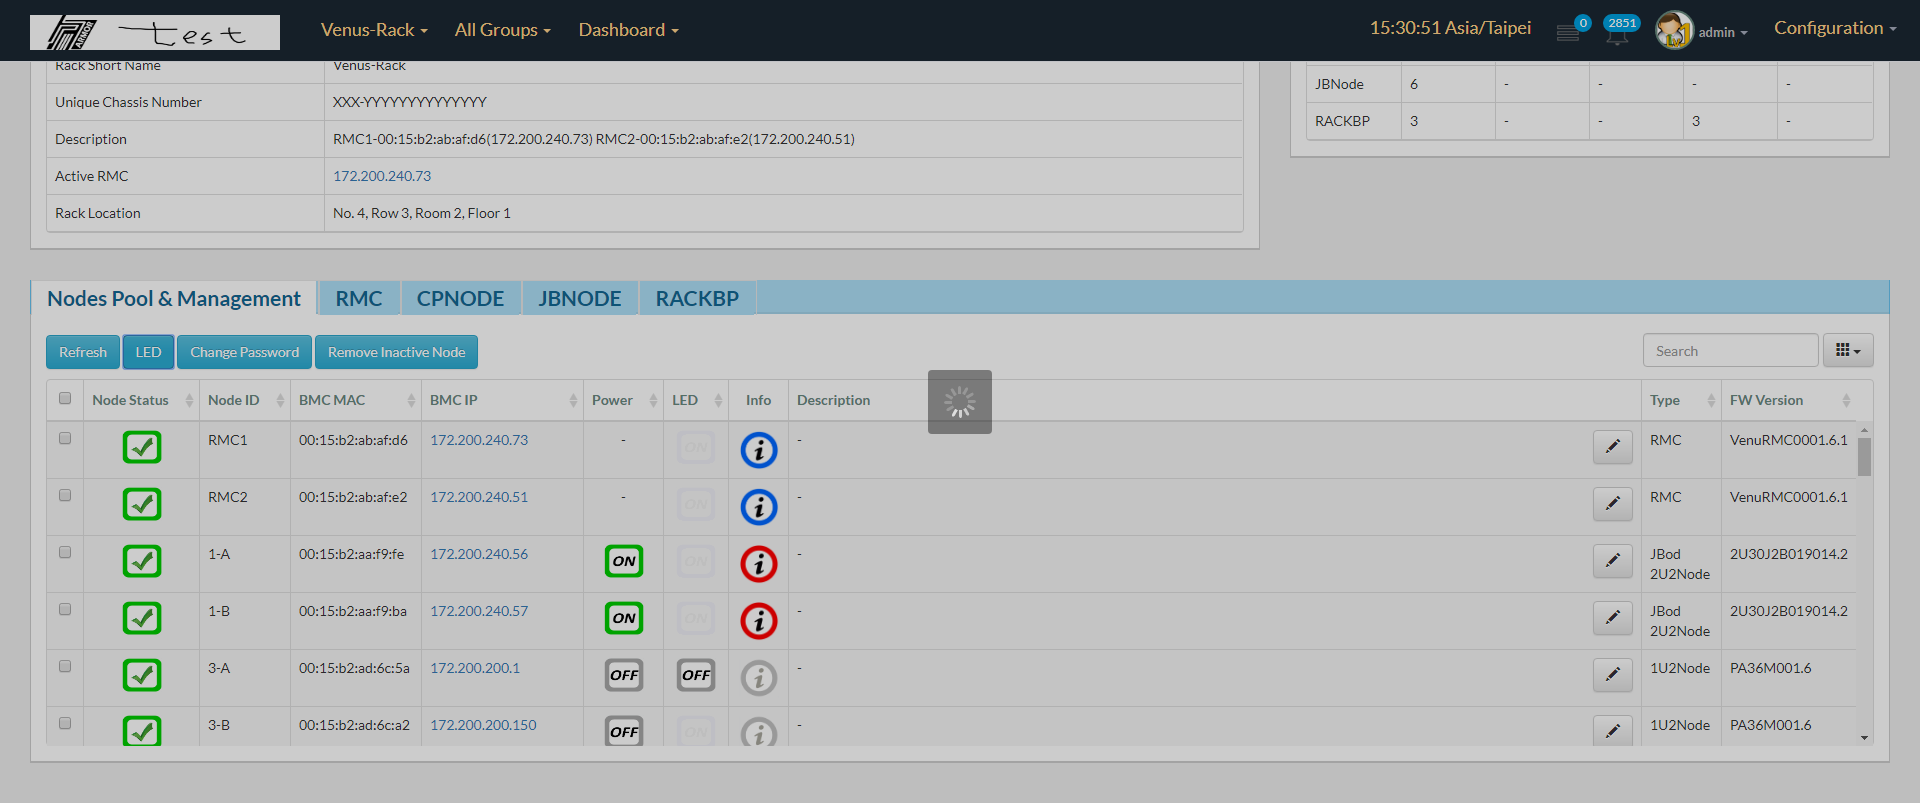 ARMOR test Venus-Rack All Groups Dashboard 15:30:51 Asia/Taipei 0 2851 admin Configuration
Rack Short Name Venus-Rack
Unique Chassis Number XXX-YYYYYYYYYYYYYY
Description RMC1-00:15:b2:ab:af:d6(172.200.240.73) RMC2-00:15:b2:ab:af:e2(172.200.240.51)
Active RMC 172.200.240.73
Rack Location No. 4, Row 3, Room 2, Floor 1
JBNode 6 - - - -
RACKBP 3 - - 3 -
Nodes Pool & Management RMC CPNODE JBNODE RACKBP
Refresh LED Change Password Remove Inactive Node Search
Node Status Node ID BMC MAC BMC IP Power LED Info Description Type FW Version
RMC1 00:15:b2:ab:af:d6 172.200.240.73 - ON i - RMC VenuRMC0001.6.1
RMC2 00:15:b2:ab:af:e2 172.200.240.51 - ON i - RMC VenuRMC0001.6.1
1-A 00:15:b2:aa:f9:fe 172.200.240.56 ON ON i - JBod 2U30J2B019014.2
2U2Node
1-B 00:15:b2:aa:f9:ba 172.200.240.57 ON ON i - JBod 2U30J2B019014.2
2U2Node
3-A 00:15:b2:ad:6c:5a 172.200.200.1 OFF OFF i - 1U2Node PA36M001.6
3-B 00:15:b2:ad:6c:a2 172.200.200.150 OFF ON i - 1U2Node PA36M001.6